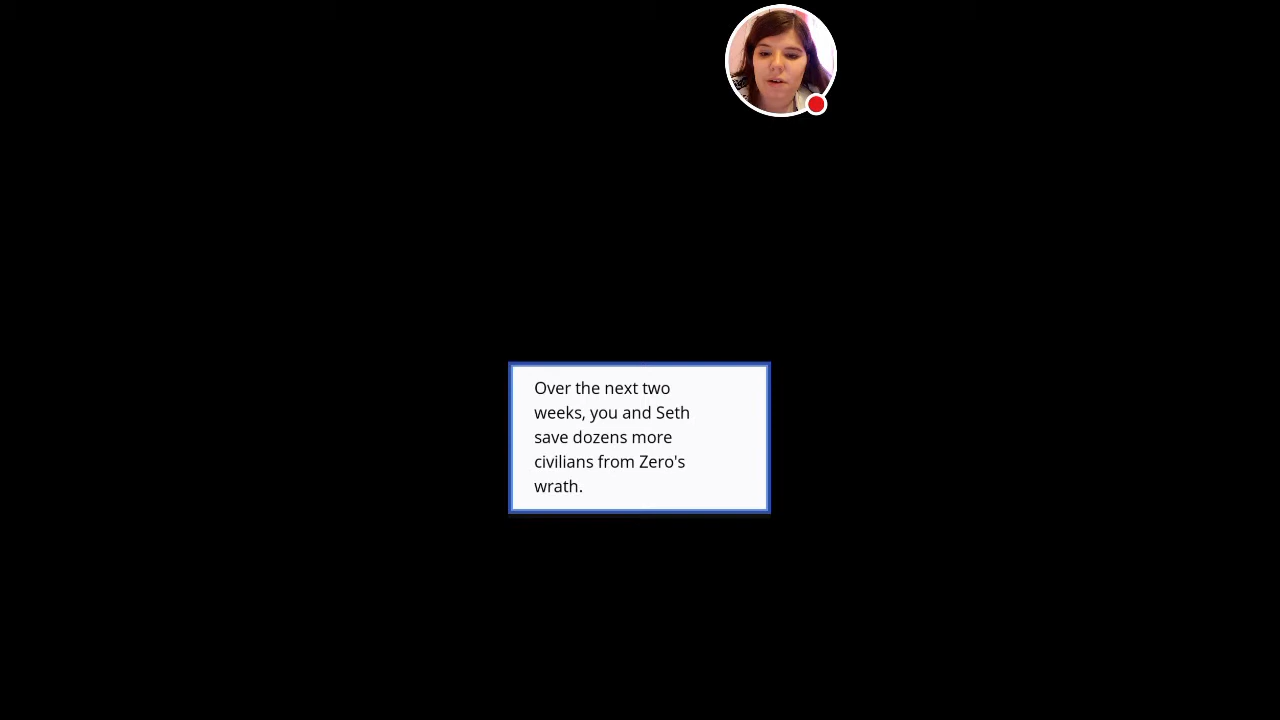 Over the next two
weeks, you and Seth
save dozens more
civilians from Zero's
wrath.